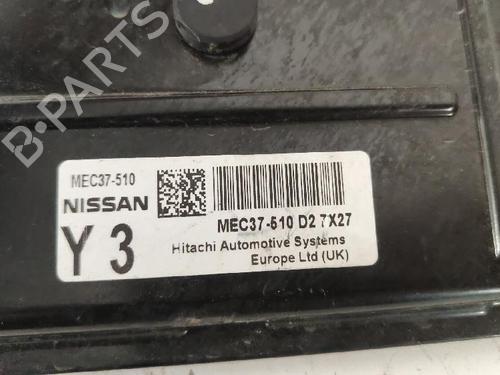 B-PARTS
MEC37-510
NISSAN
Y 3
MEC37-510 D2 7X27
Hitachi Automotive Systems
Europe Ltd (UK)